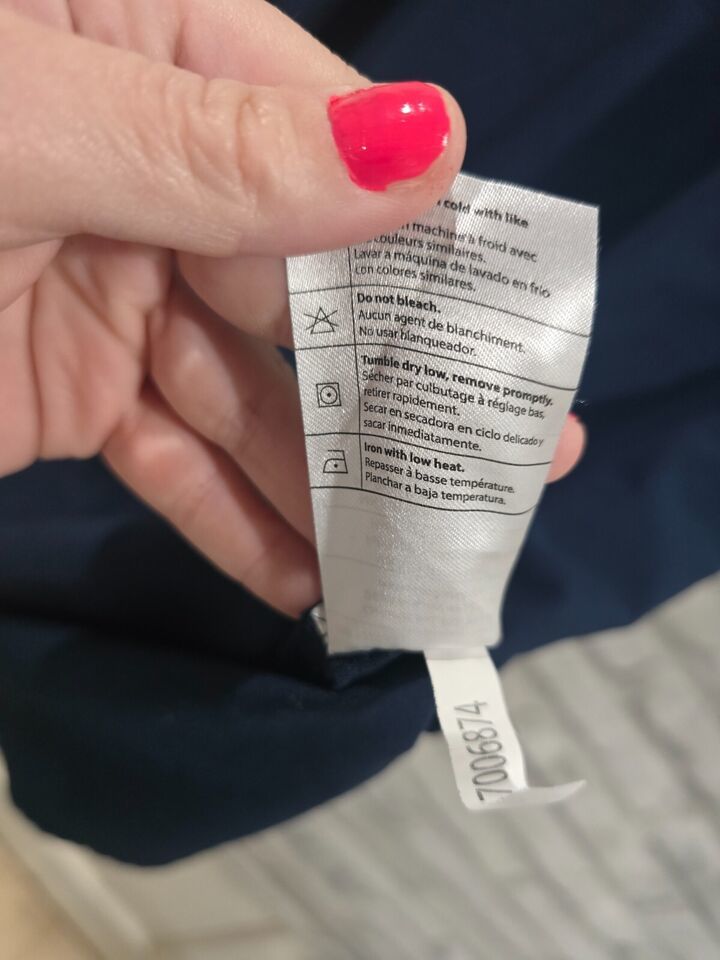 cold with like
machine à froid avec
couleurs similaires.
Lavar a máquina de lavado en frío
con colores similares.
Do not bleach.
Aucun agent de blanchiment.
No usar blanqueador.
Tumble dry low, remove promptly.
Sécher par culbutage à réglage bas,
retirer rapidement.
Secar en secadora en ciclo delicado y
sacar inmediatamente.
Iron with low heat.
Repasser à basse température.
Planchar a baja temperatura.
7006874